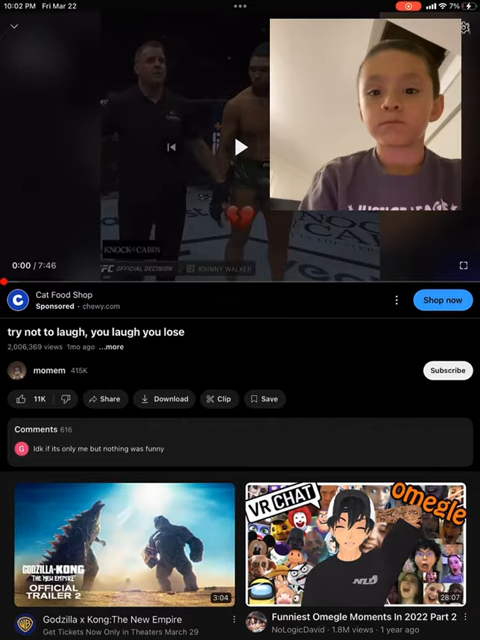 10:02 PM Fri Mar 22
7%
KNOCK AT THE CABIN
UFC OFFICIAL DECISION JOHNNY WALKER
0:00 / 7:46
C
Cat Food Shop
Sponsored • chewy.com
Shop now
try not to laugh, you laugh you lose
2,006,369 views 1mo ago ...more
momem 415K
Subscribe
11K
Share
Download
Clip
Save
Comments 616
G
Idk if its only me but nothing was funny
GODZILLA×KONG
THE NEW EMPIRE
OFFICIAL
TRAILER 2
3:04
VR CHAT
omegle
NLD
28:07
WB
Godzilla x Kong:The New Empire
Get Tickets Now Only in Theaters March 29
Funniest Omegle Moments In 2022 Part 2
NoLogicDavid · 1.8M views · 1 year ago